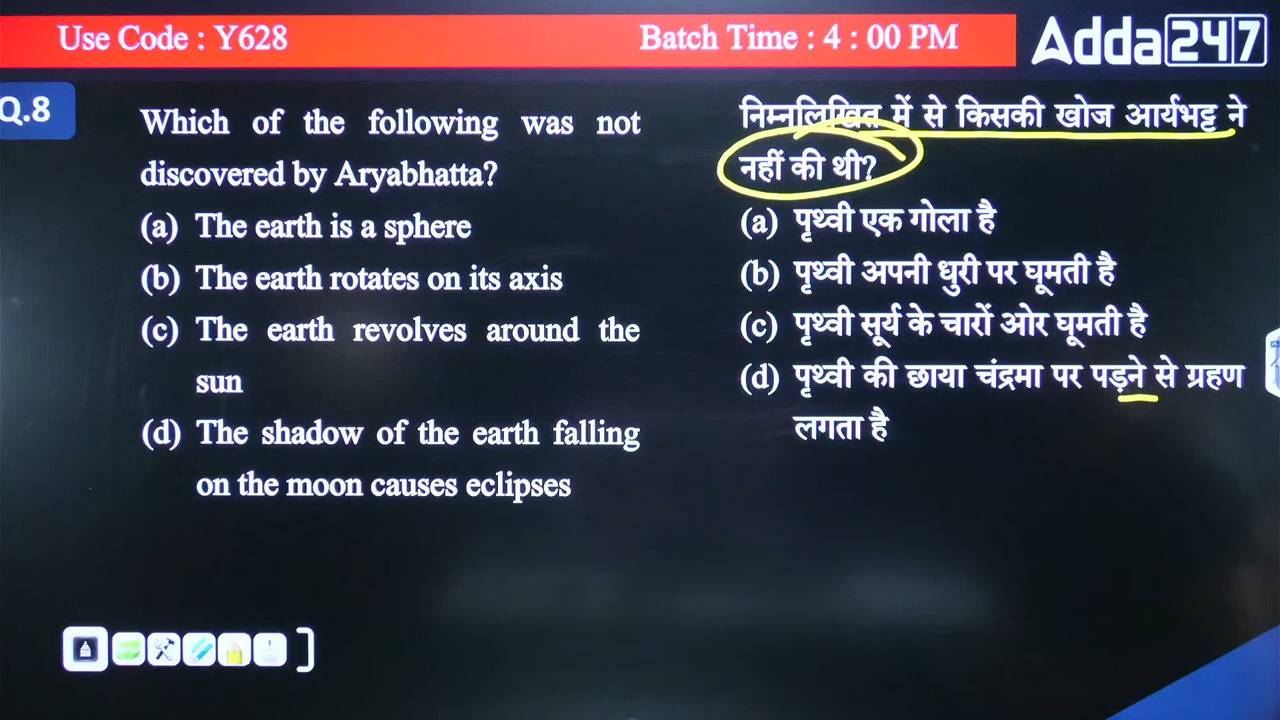 Use Code : Y628
Batch Time : 4 : 00 PM
Adda247
Q.8
Which of the following was not
discovered by Aryabhatta?
(a) The earth is a sphere
(b) The earth rotates on its axis
(c) The earth revolves around the
sun
(d) The shadow of the earth falling
on the moon causes eclipses
निम्नलिखित में से किसकी खोज आर्यभट्ट ने
नहीं की थी?
(a) पृथ्वी एक गोला है
(b) पृथ्वी अपनी धुरी पर घूमती है
(c) पृथ्वी सूर्य के चारों ओर घूमती है
(d) पृथ्वी की छाया चंद्रमा पर पड़ने से ग्रहण
लगता है